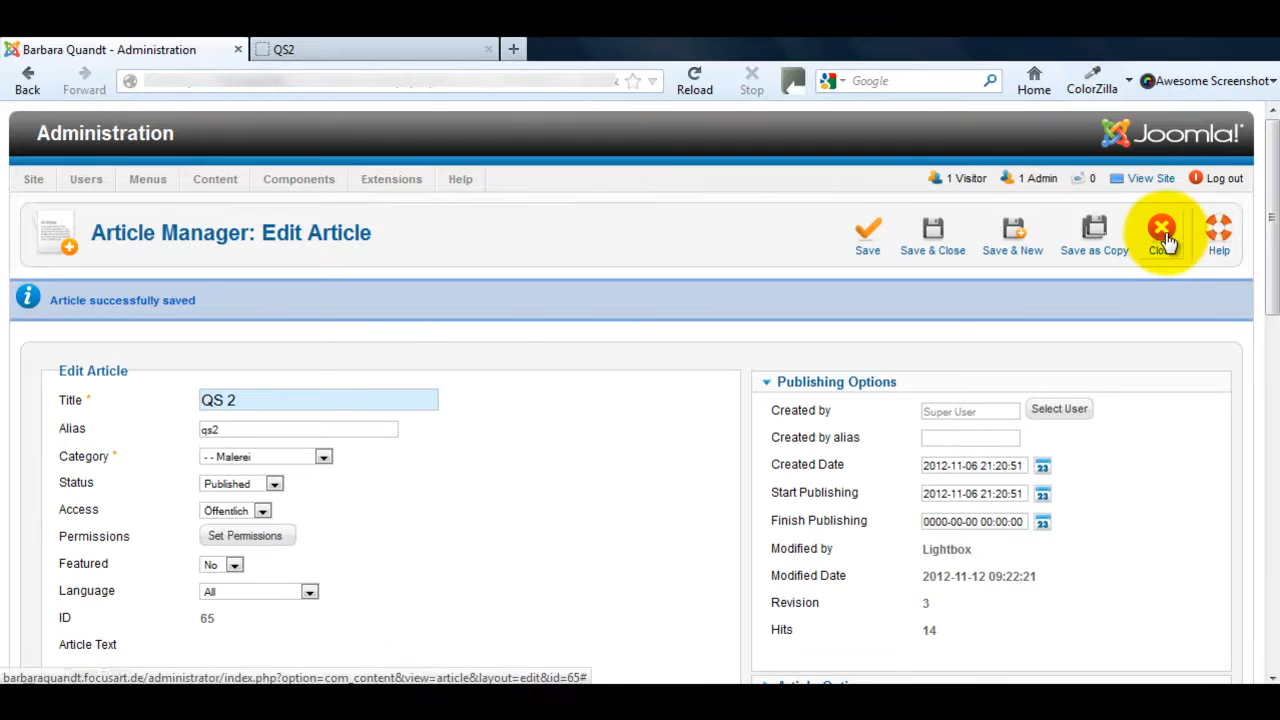 Barbara Quandt - Administration
QS2
Back
Forward
Reload
Stop
Google
Home
ColorZilla
Awesome Screenshot
Administration
Joomla!
Site Users Menus Content Components Extensions Help
1 Visitor 1 Admin 0 View Site Log out
Article Manager: Edit Article
Save Save & Close Save & New Save as Copy Help
Article successfully saved
Edit Article
Title * QS 2
Alias qs2
Category * - - Malerei
Status Published
Access Öffentlich
Permissions Set Permissions
Featured No
Language All
ID 65
Article Text
Publishing Options
Created by Super User Select User
Created by alias
Created Date 2012-11-06 21:20:51 23
Start Publishing 2012-11-06 21:20:51 23
Finish Publishing 0000-00-00 00:00:00 23
Modified by Lightbox
Modified Date 2012-11-12 09:22:21
Revision 3
Hits 14
barbaraquandt.focusart.de/administrator/index.php?option=com_content&view=article&layout=edit&id=65#